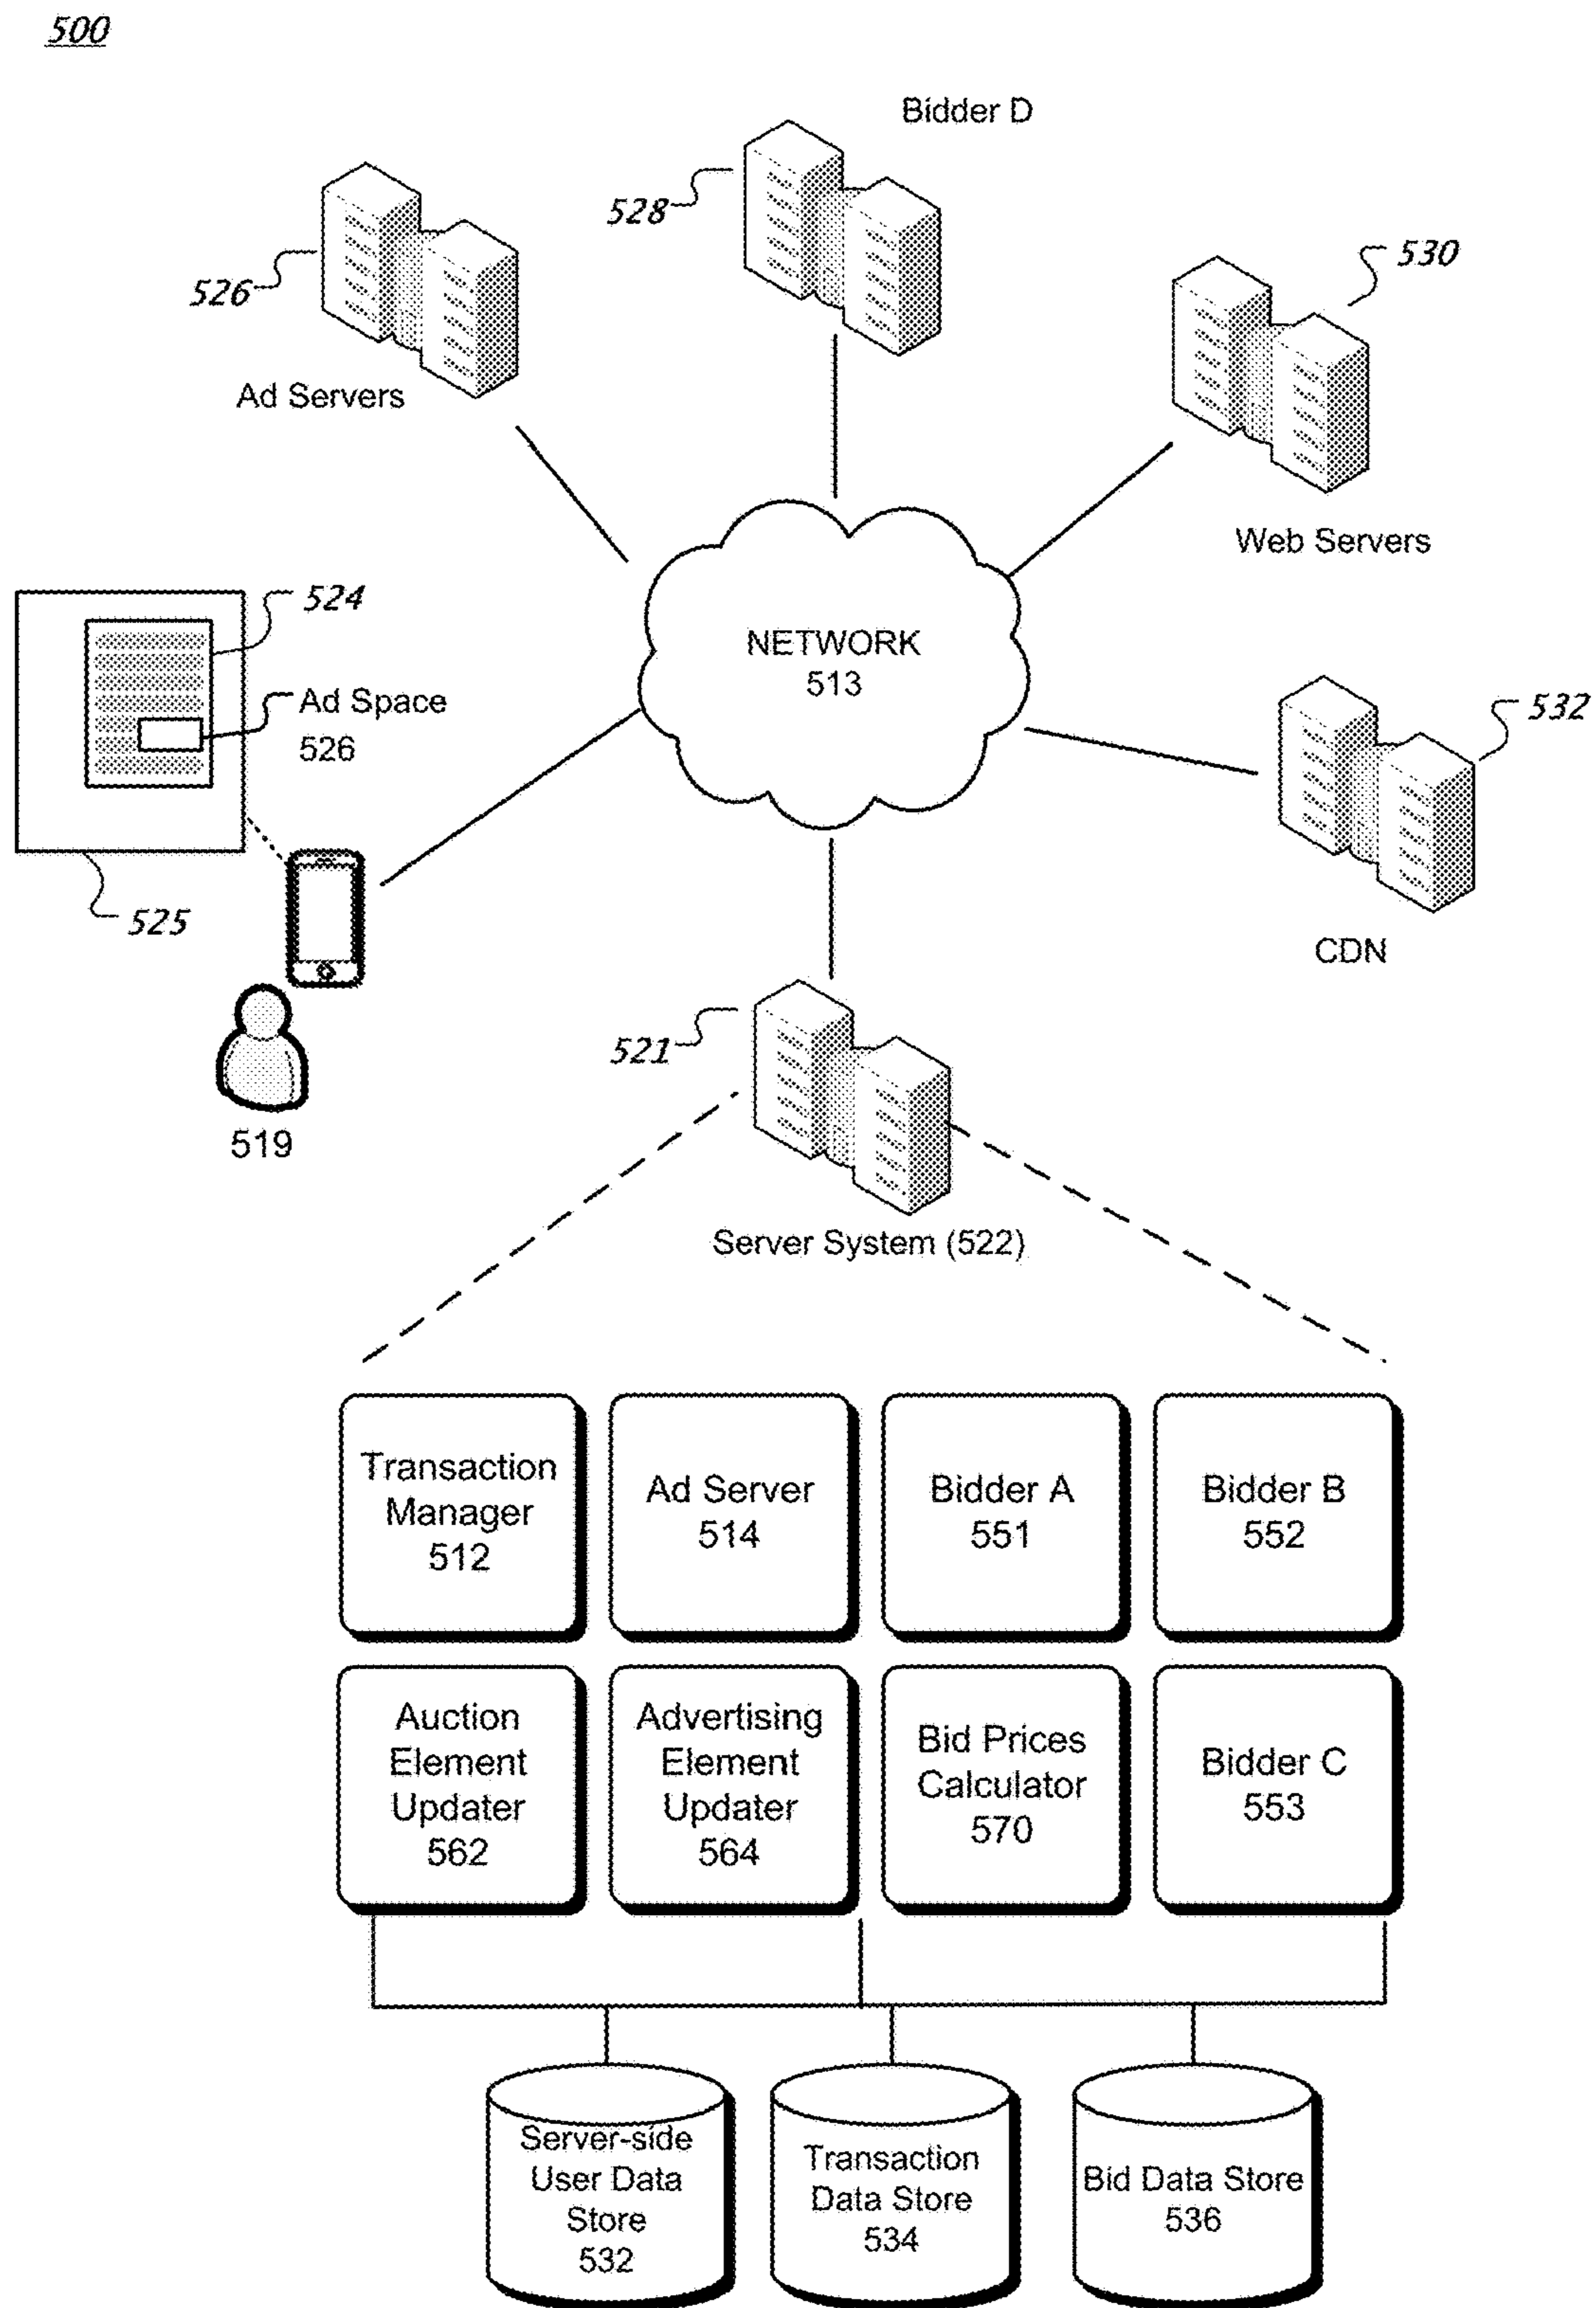 500
Bidder D
528
530
526
Ad Servers
Web Servers
524
NETWORK
513
Ad Space
526
532
525
CDN
521
519
Server System (522)
Transaction
Manager
512
Ad Server
514
Bidder A
551
Bidder B
552
Auction
Element
Updater
562
Advertising
Element
Updater
564
Bid Prices
Calculator
570
Bidder C
553
Server-side
User Data
Store
532
Transaction
Data Store
534
Bid Data Store
536